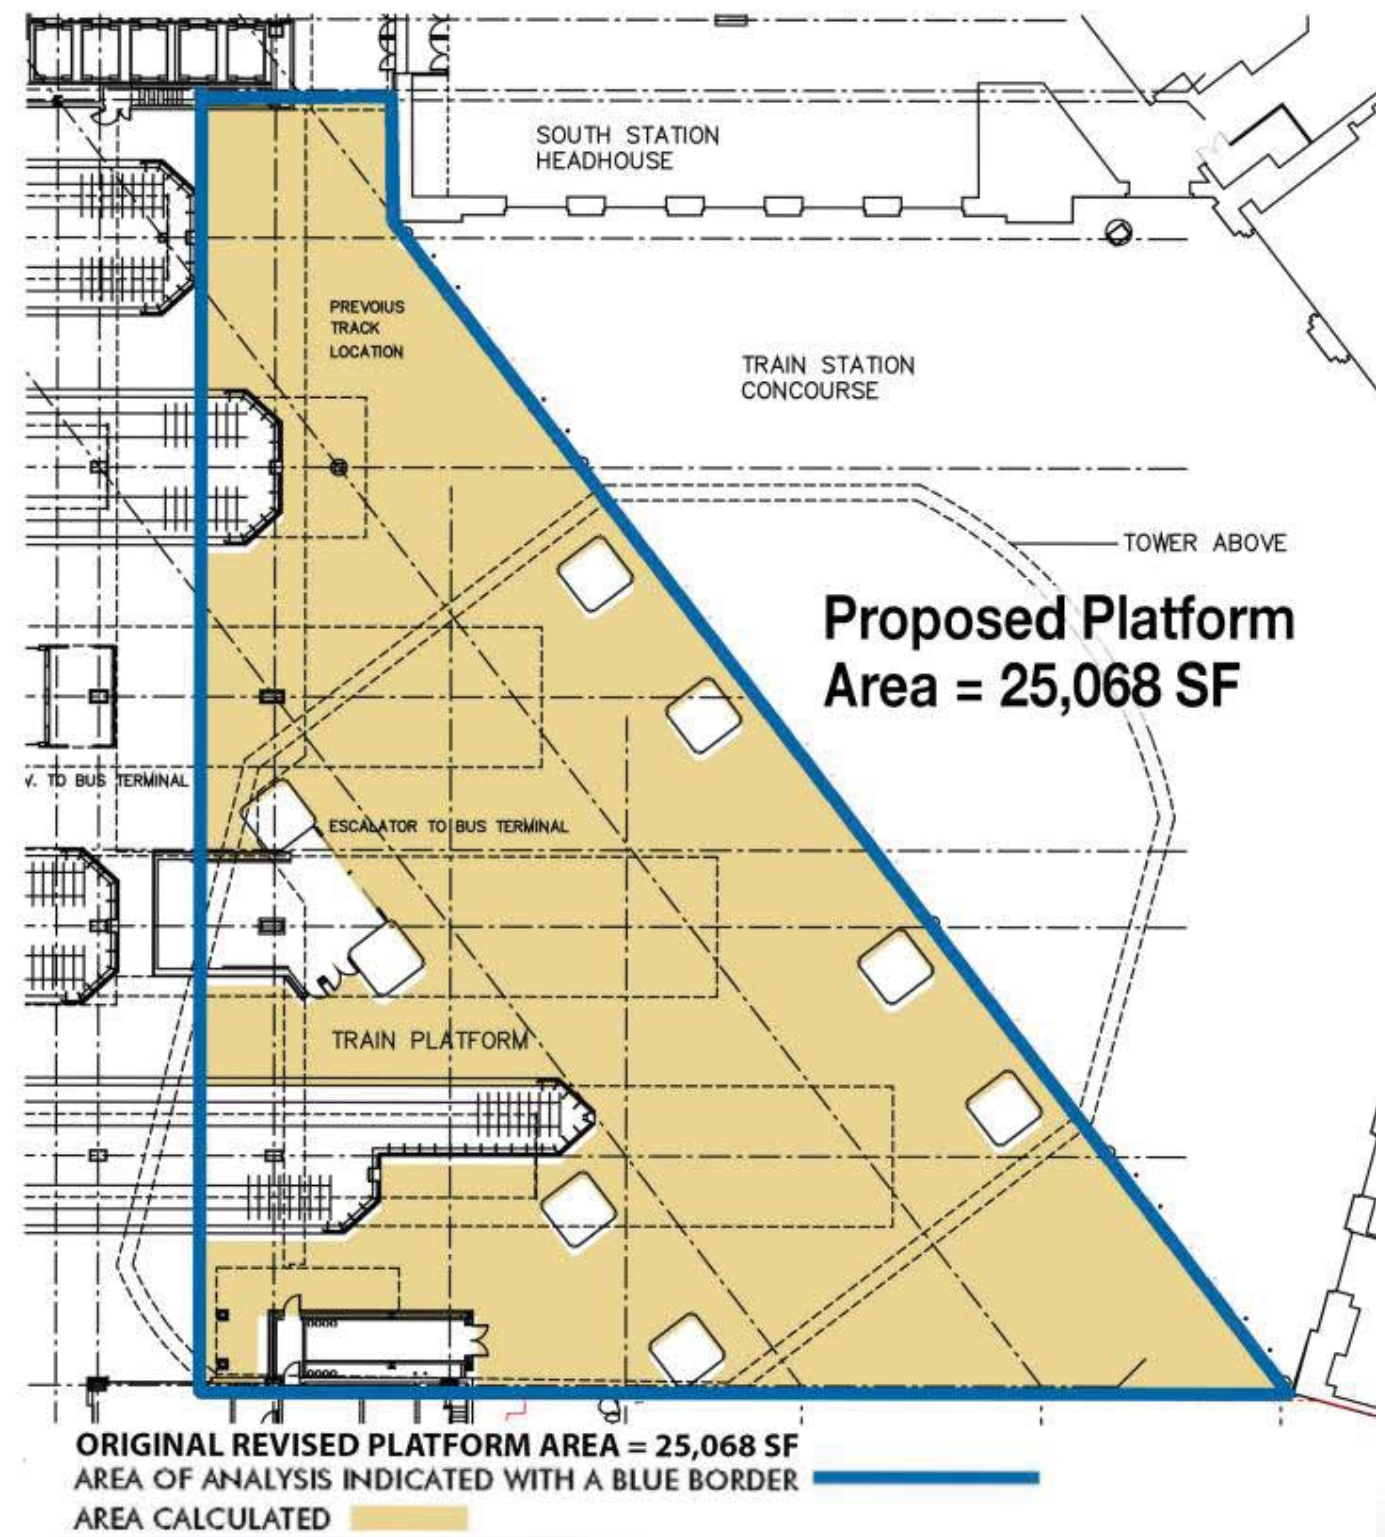 SOUTH STATION
HEADHOUSE
PREVOIUS
TRACK
LOCATION
TRAIN STATION
CONCOURSE
TOWER ABOVE
Proposed Platform
Area = 25,068 SF
V. TO BUS TERMINAL
ESCALATOR TO BUS TERMINAL
TRAIN PLATFORM
ORIGINAL REVISED PLATFORM AREA = 25,068 SF
AREA OF ANALYSIS INDICATED WITH A BLUE BORDER
AREA CALCULATED